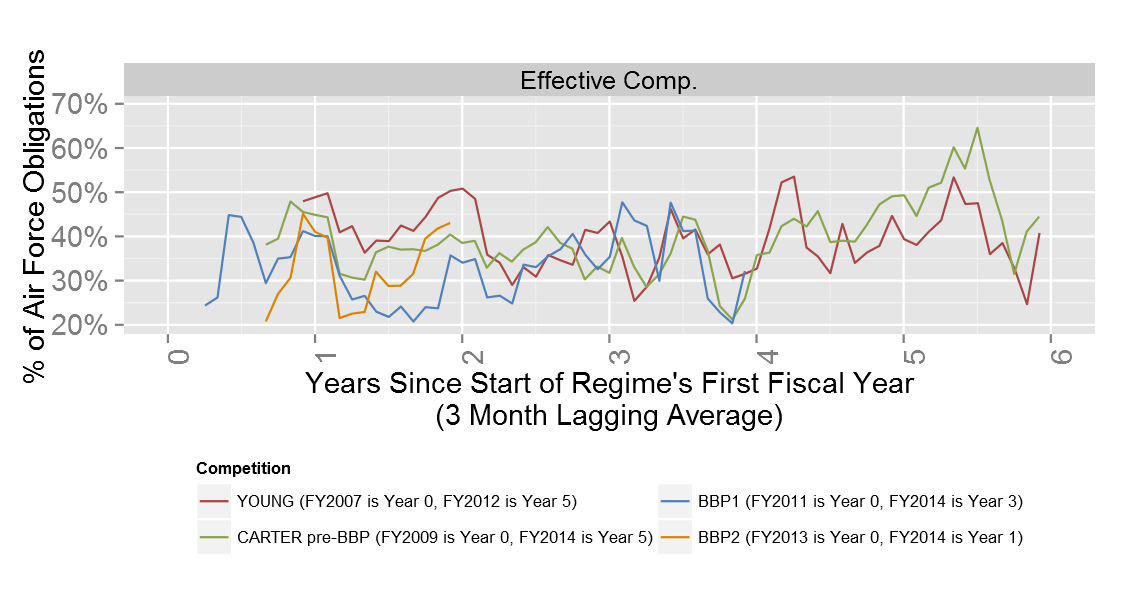 Effective Comp.
% of Air Force Obligations
70%
60%
50%
40%
30%
20%
0
1
2
3
4
5
6
Years Since Start of Regime's First Fiscal Year
(3 Month Lagging Average)
Competition
YOUNG (FY2007 is Year 0, FY2012 is Year 5)
BBP1 (FY2011 is Year 0, FY2014 is Year 3)
CARTER pre-BBP (FY2009 is Year 0, FY2014 is Year 5)
BBP2 (FY2013 is Year 0, FY2014 is Year 1)